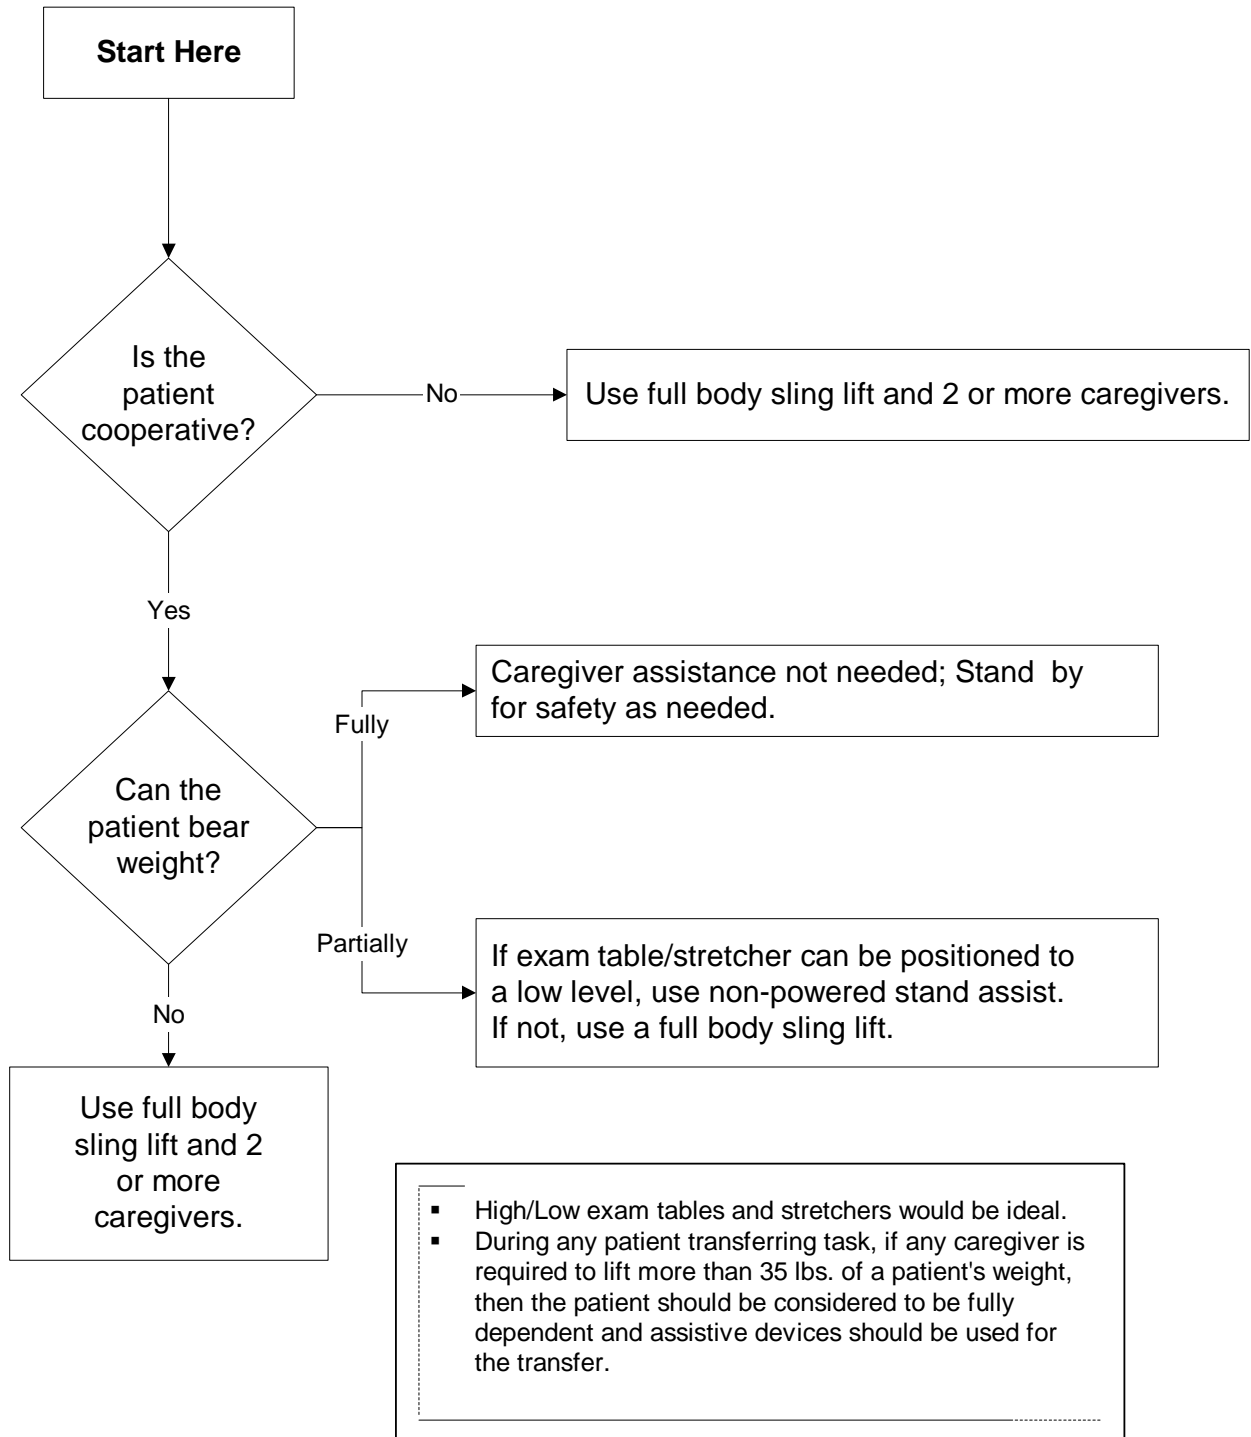 Start Here
Is the
patient
cooperative?
No
Use full body sling lift and 2 or more caregivers.
Yes
Can the
patient bear
weight?
Fully
Caregiver assistance not needed; Stand  by
for safety as needed.
Partially
If exam table/stretcher can be positioned to
a low level, use non-powered stand assist.
If not, use a full body sling lift.
No
Use full body
sling lift and 2
or more
caregivers.
▪ High/Low exam tables and stretchers would be ideal.
▪ During any patient transferring task, if any caregiver is
required to lift more than 35 lbs. of a patient's weight,
then the patient should be considered to be fully
dependent and assistive devices should be used for
the transfer.